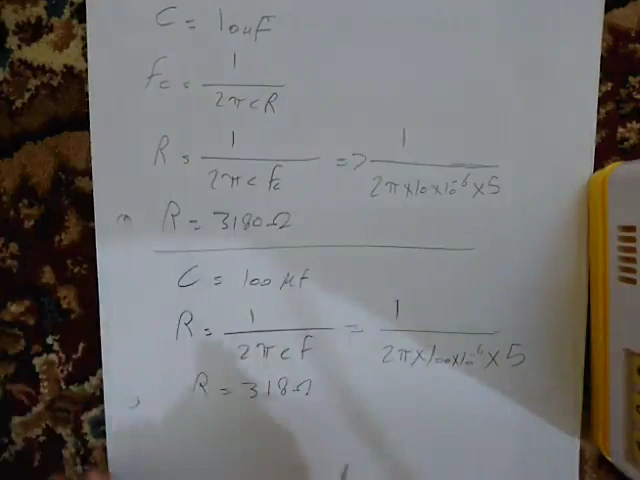 C = 10uF
fc = 1 / 2πcR
R = 1 / 2πc fc => 1 / 2π×10×10^-6×5
R = 3180Ω
C = 100 μf
R = 1 / 2πcF = 1 / 2π×100×10^-6×5
R = 318Ω